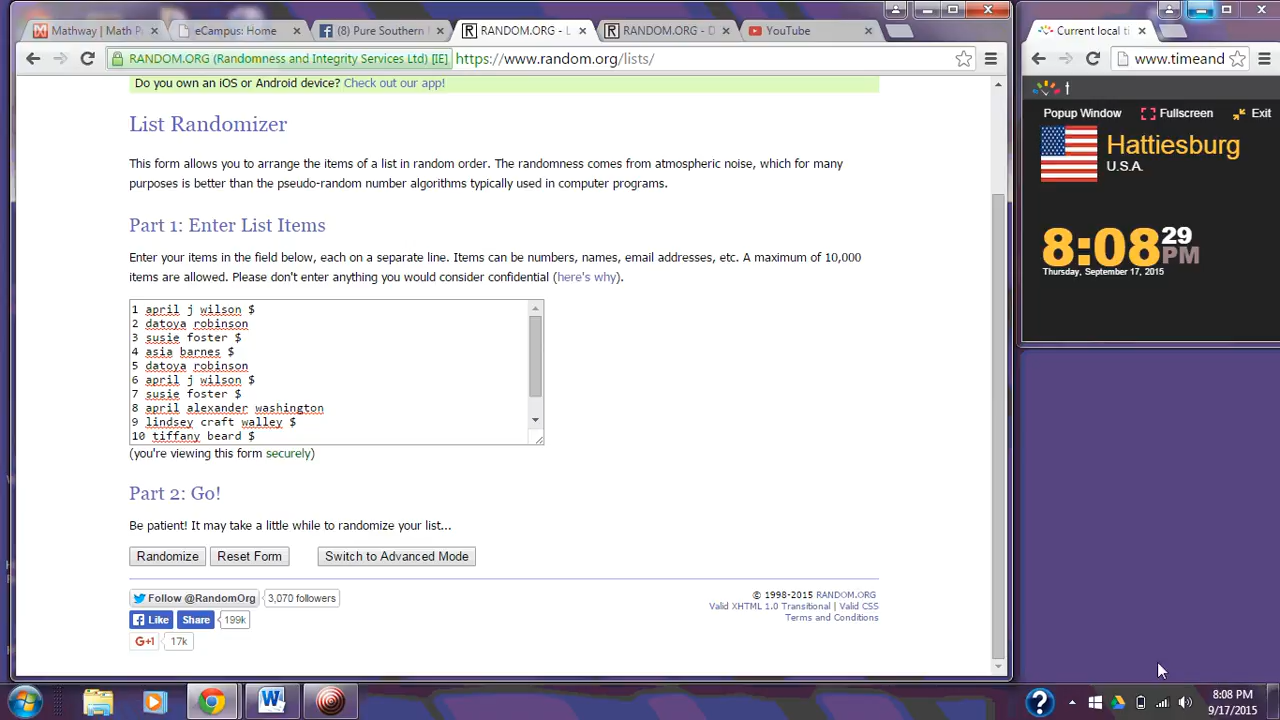 Mathway | Math P
eCampus: Home
(8) Pure Southern
RANDOM.ORG - L
RANDOM.ORG - D
YouTube
RANDOM.ORG (Randomness and Integrity Services Ltd) [IE]
https://www.random.org/lists/
Do you own an iOS or Android device? Check out our app!
List Randomizer
This form allows you to arrange the items of a list in random order. The randomness comes from atmospheric noise, which for many
purposes is better than the pseudo-random number algorithms typically used in computer programs.
Part 1: Enter List Items
Enter your items in the field below, each on a separate line. Items can be numbers, names, email addresses, etc. A maximum of 10,000
items are allowed. Please don't enter anything you would consider confidential (here's why).
1 april j wilson $
2 datoya robinson
3 susie foster $
4 asia barnes $
5 datoya robinson
6 april j wilson $
7 susie foster $
8 april alexander washington
9 lindsey craft walley $
10 tiffany beard $
(you're viewing this form securely)
Part 2: Go!
Be patient! It may take a little while to randomize your list...
Randomize
Reset Form
Switch to Advanced Mode
Follow @RandomOrg
3,070 followers
Like
Share
199k
G+1
17k
© 1998-2015 RANDOM.ORG
Valid XHTML 1.0 Transitional | Valid CSS
Terms and Conditions
Current local ti
www.timeand
t
Popup Window
Fullscreen
Exit
Hattiesburg
U.S.A.
8:08 29 PM
Thursday, September 17, 2015
8:08 PM
9/17/2015